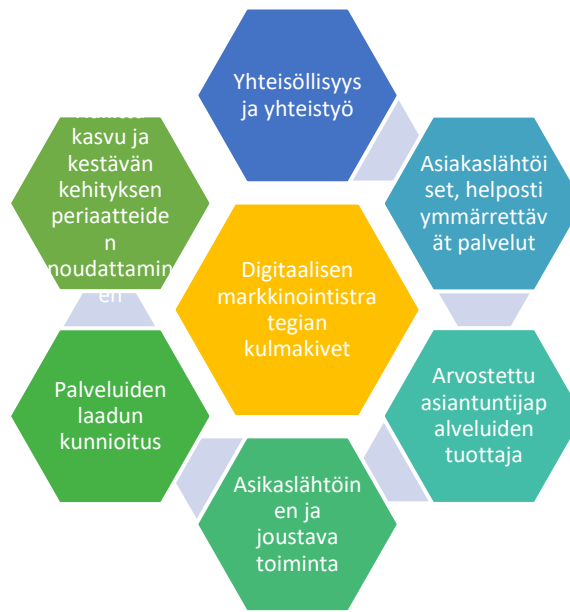 Yhteisöllisyys
ja yhteistyö
Asiakaslähtöi
set, helposti
ymmärrettäv
ät palvelut
Arvostettu
asiantuntijap
alveluiden
tuottaja
Asikaslähtöin
en ja
joustava
toiminta
Palveluiden
laadun
kunnioitus
kasvu ja
kestävän
kehityksen
periaatteide
n
noudattamin
en
Digitaalisen
markkinointistra
tegian
kulmakivet